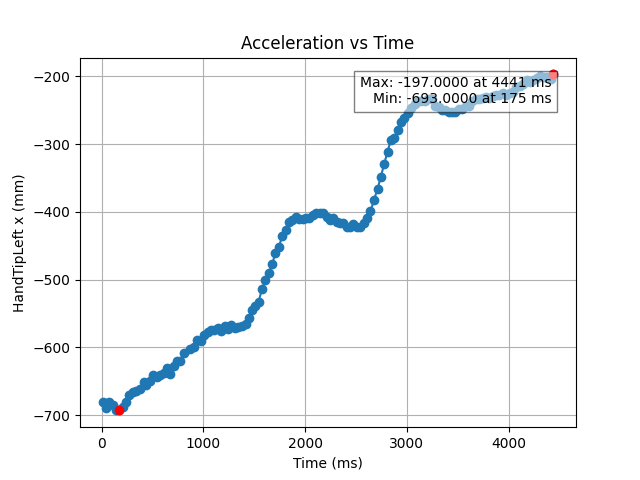 Acceleration vs Time
Max: -197.0000 at 4441 ms
Min: -693.0000 at 175 ms
HandTipLeft x (mm)
−200
−300
−400
−500
−600
−700
0
1000
2000
3000
4000
Time (ms)